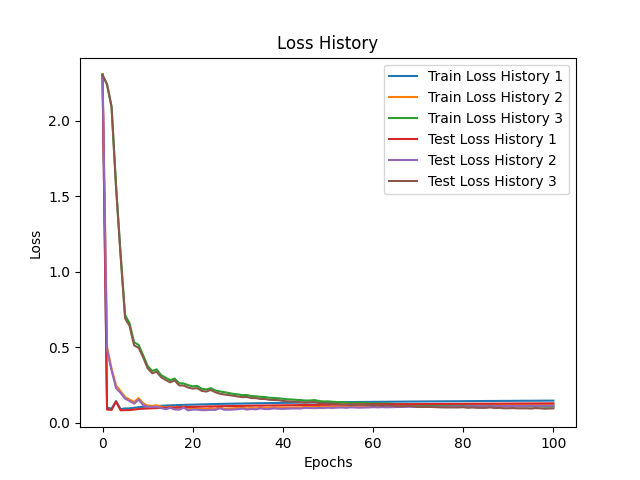 Loss History
Train Loss History 1
Train Loss History 2
Train Loss History 3
Test Loss History 1
Test Loss History 2
Test Loss History 3
Loss
2.0
1.5
1.0
0.5
0.0
0 20 40 60 80 100
Epochs